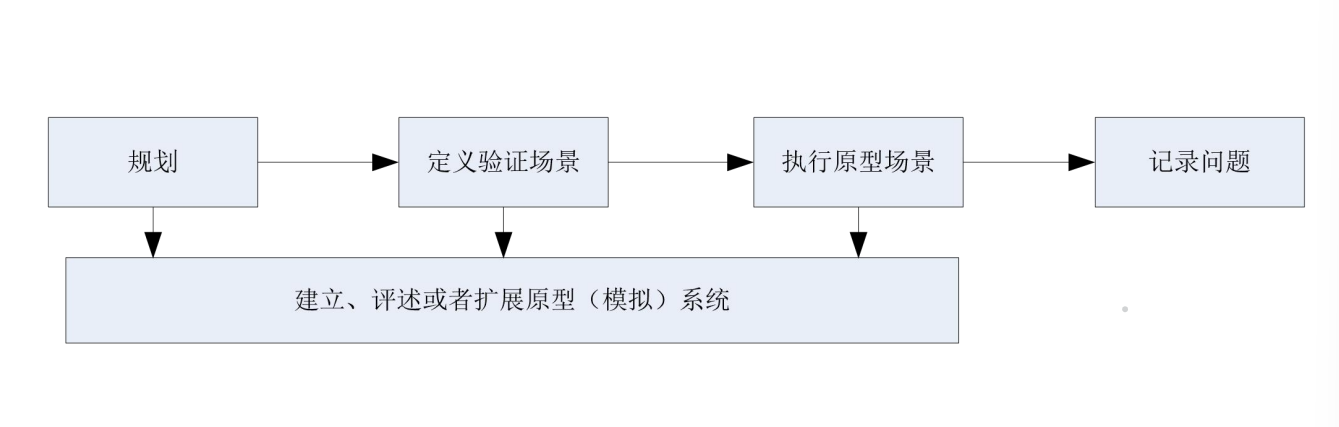 规划
定义验证场景
执行原型场景
记录问题
建立、评述或者扩展原型（模拟）系统